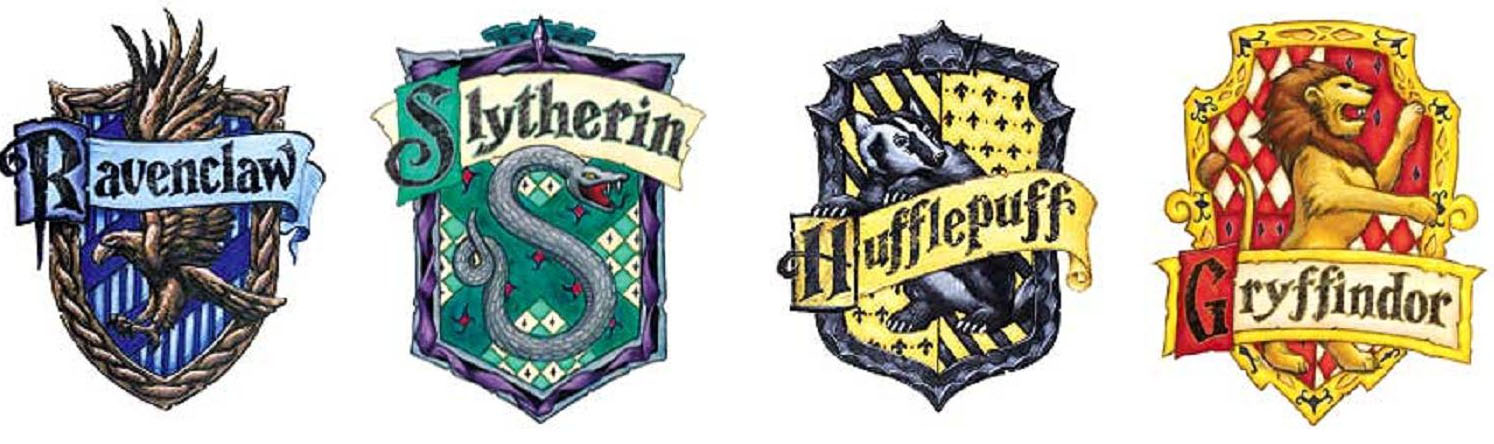 Ravenclaw
Slytherin
Hufflepuff
Gryffindor